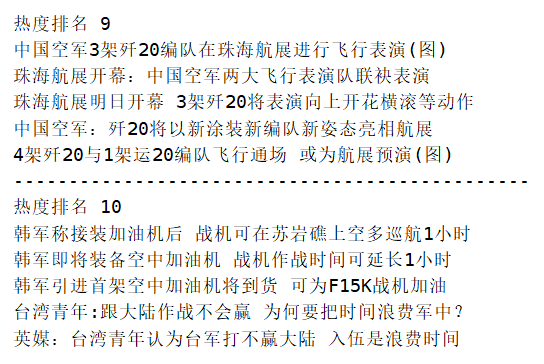 热度排名 9
中国空军3架歼20编队在珠海航展进行飞行表演(图)
珠海航展开幕：中国空军两大飞行表演队联袂表演
珠海航展明日开幕 3架歼20将表演向上开花横滚等动作
中国空军：歼20将以新涂装新编队新姿态亮相航展
4架歼20与1架运20编队飞行通场 或为航展预演(图)
--------------------------------------------------
热度排名 10
韩军称接装加油机后 战机可在苏岩礁上空多巡航1小时
韩军即将装备空中加油机 战机作战时间可延长1小时
韩军引进首架空中加油机将到货 可为F15K战机加油
台湾青年:跟大陆作战不会赢 为何要把时间浪费军中?
英媒：台湾青年认为台军打不赢大陆 入伍是浪费时间